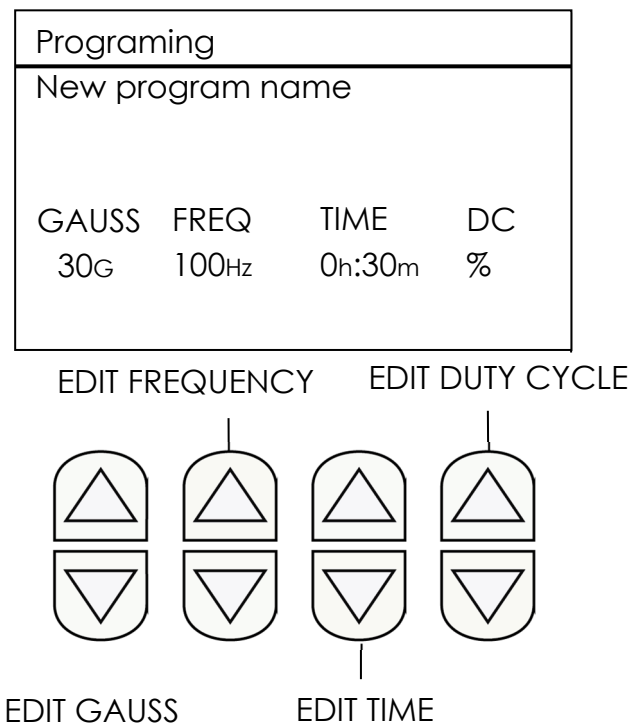 Programing
New program name
GAUSS FREQ TIME DC
30G 100Hz 0h:30m %
EDIT FREQUENCY EDIT DUTY CYCLE
EDIT GAUSS EDIT TIME